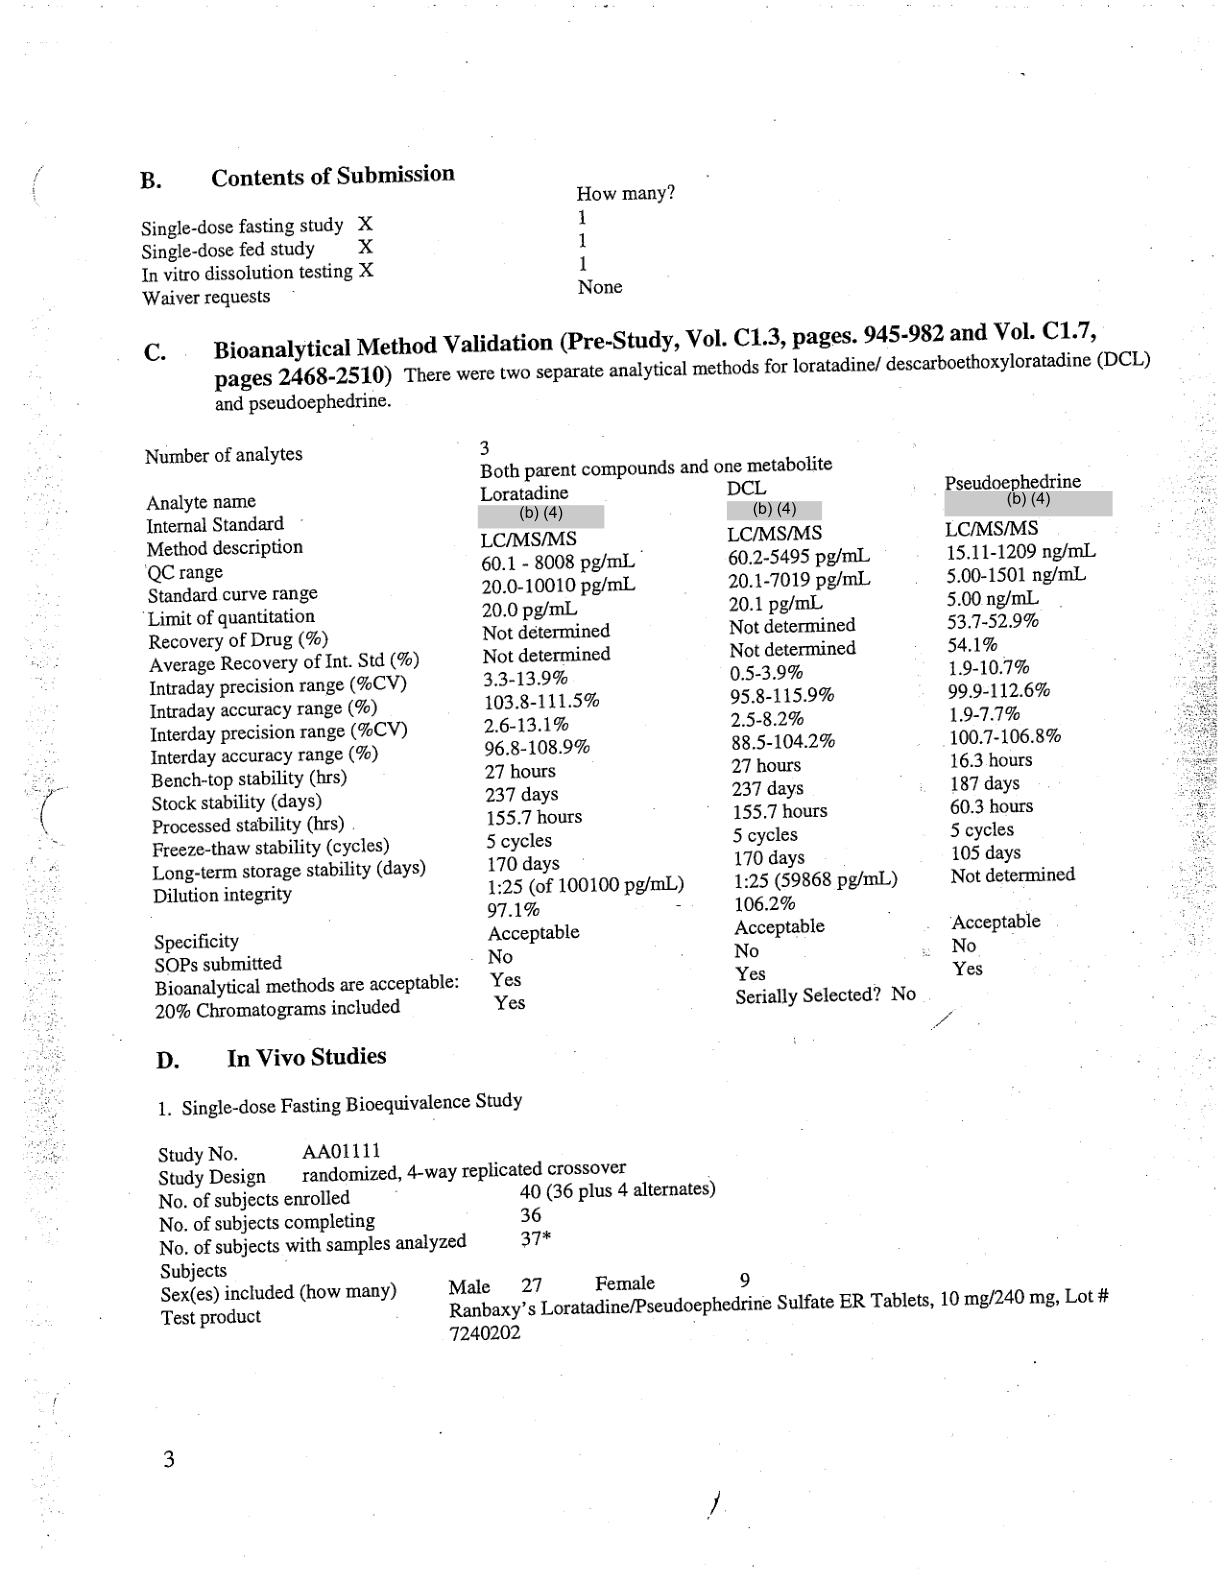 B. Contents of Submission
How many?
Single-dose fasting study X 1
Single-dose fed study X 1
In vitro dissolution testing X 1
Waiver requests None
C. Bioanalytical Method Validation (Pre-Study, Vol. C1.3, pages. 945-982 and Vol. C1.7,
pages 2468-2510) There were two separate analytical methods for loratadine/ descarboethoxyloratadine (DCL)
and pseudoephedrine.
Number of analytes 3
Both parent compounds and one metabolite
Analyte name Loratadine DCL Pseudoephedrine
Internal Standard (b) (4) (b) (4) (b) (4)
Method description LC/MS/MS LC/MS/MS LC/MS/MS
QC range 60.1 - 8008 pg/mL 60.2-5495 pg/mL 15.11-1209 ng/mL
Standard curve range 20.0-10010 pg/mL 20.1-7019 pg/mL 5.00-1501 ng/mL
Limit of quantitation 20.0 pg/mL 20.1 pg/mL 5.00 ng/mL
Recovery of Drug (%) Not determined Not determined 53.7-52.9%
Average Recovery of Int. Std (%) Not determined Not determined 54.1%
Intraday precision range (%CV) 3.3-13.9% 0.5-3.9% 1.9-10.7%
Intraday accuracy range (%) 103.8-111.5% 95.8-115.9% 99.9-112.6%
Interday precision range (%CV) 2.6-13.1% 2.5-8.2% 1.9-7.7%
Interday accuracy range (%) 96.8-108.9% 88.5-104.2% 100.7-106.8%
Bench-top stability (hrs) 27 hours 27 hours 16.3 hours
Stock stability (days) 237 days 237 days 187 days
Processed stability (hrs) 155.7 hours 155.7 hours 60.3 hours
Freeze-thaw stability (cycles) 5 cycles 5 cycles 5 cycles
Long-term storage stability (days) 170 days 170 days 105 days
Dilution integrity 1:25 (of 100100 pg/mL) 1:25 (59868 pg/mL) Not determined
97.1% 106.2%
Specificity Acceptable Acceptable Acceptable
SOPs submitted No No No
Bioanalytical methods are acceptable: Yes Yes Yes
20% Chromatograms included Yes Serially Selected? No
D. In Vivo Studies
1. Single-dose Fasting Bioequivalence Study
Study No. AA01111
Study Design randomized, 4-way replicated crossover
No. of subjects enrolled 40 (36 plus 4 alternates)
No. of subjects completing 36
No. of subjects with samples analyzed 37*
Subjects
Sex(es) included (how many) Male 27 Female 9
Test product Ranbaxy's Loratadine/Pseudoephedrine Sulfate ER Tablets, 10 mg/240 mg, Lot #
7240202
3